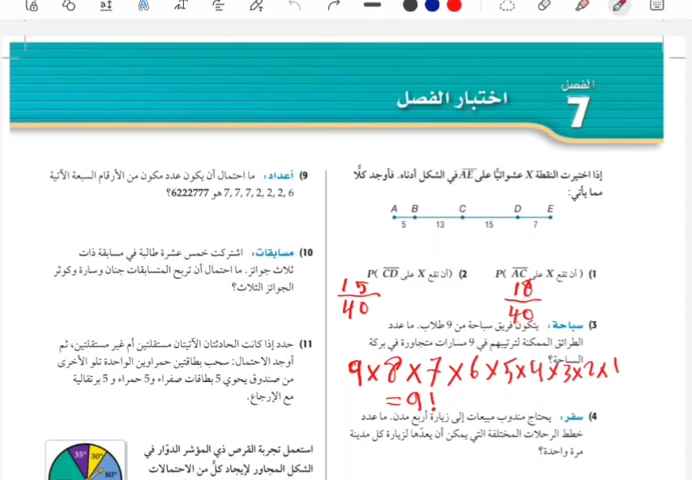 الفصل
7
اختبار الفصل
إذا اختيرت النقطة X عشوائيًّا على AE في الشكل أدناه. فأوجد كلًّا
مما يأتي:
A B C D E
5 13 15 7
1) P( أن تقع X على AC )
2) P( أن تقع X على CD )
18/40
15/40
3) سباحة: يتكون فريق سباحة من 9 طلاب. ما عدد
الطرائق الممكنة لترتيبهم في 9 مسارات متجاورة في بركة
السباحة؟
9 × 8 × 7 × 6 × 5 × 4 × 3 × 2 × 1
= 9!
4) سفر: يحتاج مندوب مبيعات إلى زيارة أربع مدن. ما عدد
خطط الرحلات المختلفة التي يمكن أن يعدّها لزيارة كل مدينة
مرة واحدة؟
9) أعداد: ما احتمال أن يكون عدد مكون من الأرقام السبعة الآتية
7, 7, 7, 2, 2, 2, 6 هو 6222777؟
10) مسابقات: اشتركت خمس عشرة طالبة في مسابقة ذات
ثلاث جوائز. ما احتمال أن تربح المتسابقات جنان وسارة وكوثر
الجوائز الثلاث؟
11) حدد إذا كانت الحادثتان الآتيتان مستقلتين أم غير مستقلتين، ثم
أوجد الاحتمال: سحب بطاقتين حمراوين الواحدة تلو الأخرى
من صندوق يحوي 5 بطاقات صفراء و5 حمراء و5 برتقالية
مع الإرجاع.
استعمل تجربة القرص ذي المؤشر الدوّار في
الشكل المجاور لإيجاد كلٍّ من الاحتمالات
35° 30° 80°